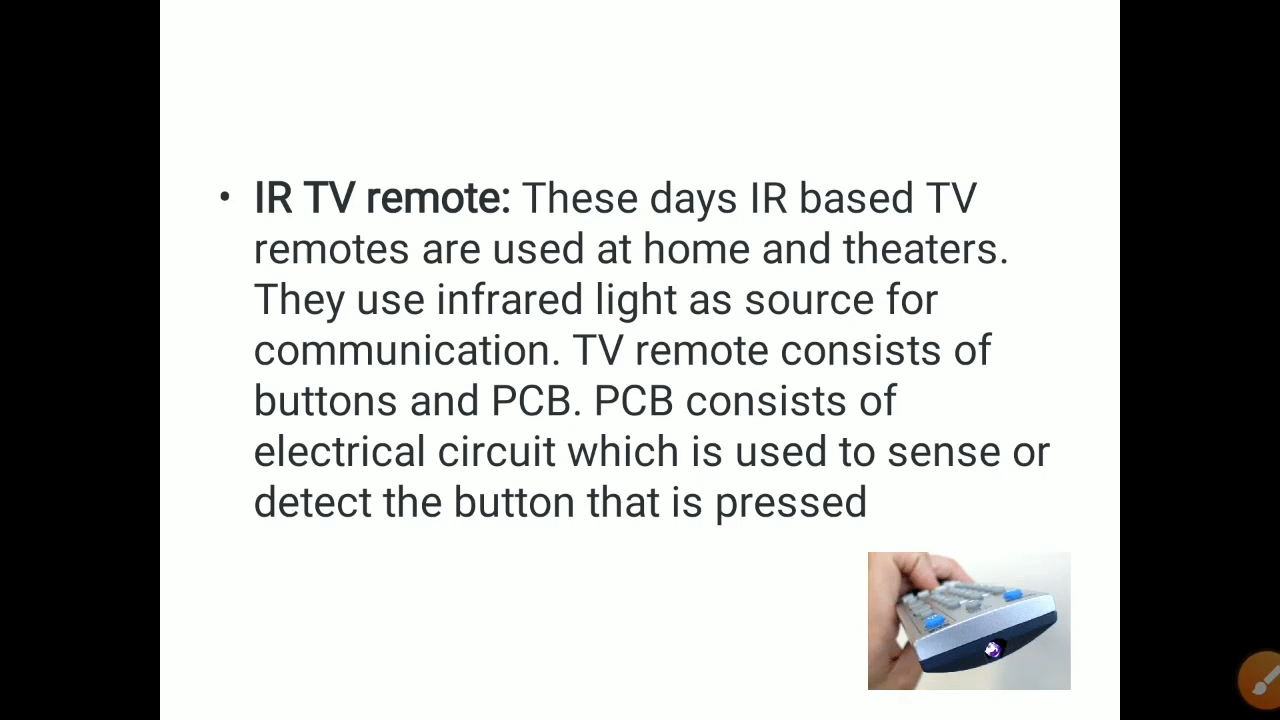 • IR TV remote: These days IR based TV
remotes are used at home and theaters.
They use infrared light as source for
communication. TV remote consists of
buttons and PCB. PCB consists of
electrical circuit which is used to sense or
detect the button that is pressed